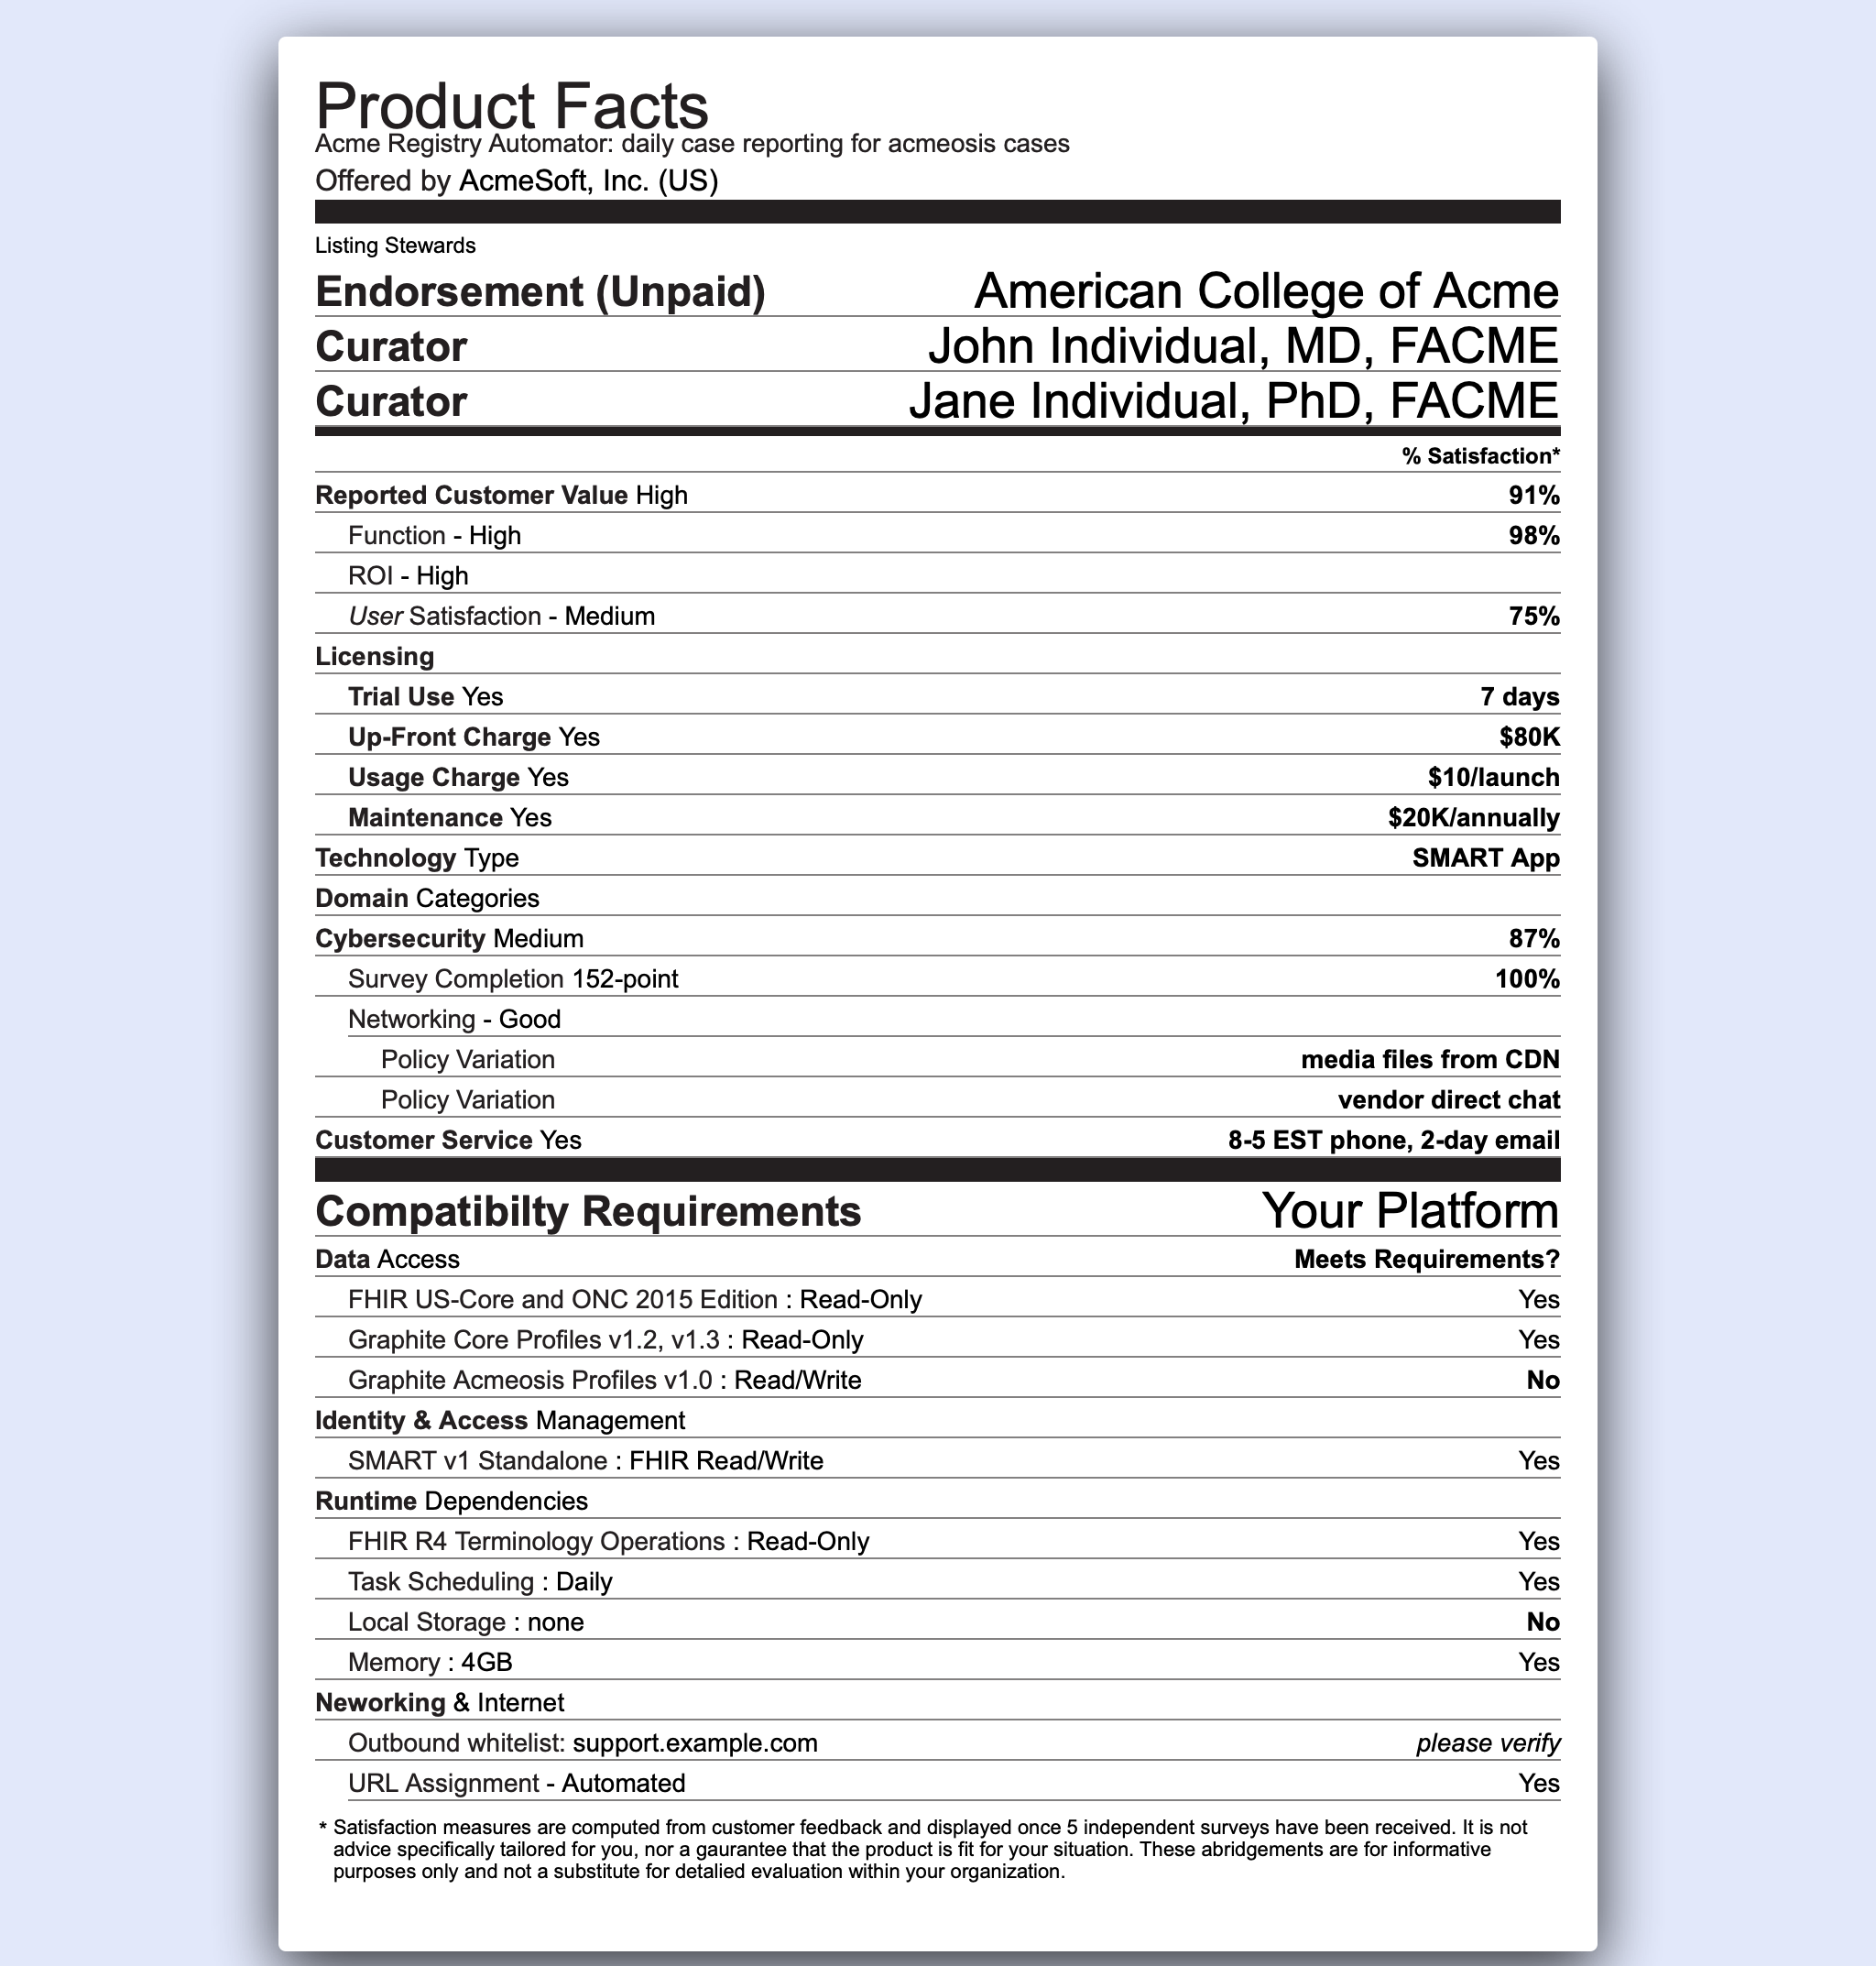 Product Facts
Acme Registry Automator: daily case reporting for acmeosis cases
Offered by AcmeSoft, Inc. (US)
Listing Stewards
Endorsement (Unpaid) American College of Acme
Curator John Individual, MD, FACME
Curator Jane Individual, PhD, FACME
% Satisfaction*
Reported Customer Value High 91%
Function - High 98%
ROI - High
User Satisfaction - Medium 75%
Licensing
Trial Use Yes 7 days
Up-Front Charge Yes $80K
Usage Charge Yes $10/launch
Maintenance Yes $20K/annually
Technology Type SMART App
Domain Categories
Cybersecurity Medium 87%
Survey Completion 152-point 100%
Networking - Good
Policy Variation media files from CDN
Policy Variation vendor direct chat
Customer Service Yes 8-5 EST phone, 2-day email
Compatibilty Requirements Your Platform
Data Access Meets Requirements?
FHIR US-Core and ONC 2015 Edition : Read-Only Yes
Graphite Core Profiles v1.2, v1.3 : Read-Only Yes
Graphite Acmeosis Profiles v1.0 : Read/Write No
Identity & Access Management
SMART v1 Standalone : FHIR Read/Write Yes
Runtime Dependencies
FHIR R4 Terminology Operations : Read-Only Yes
Task Scheduling : Daily Yes
Local Storage : none No
Memory : 4GB Yes
Neworking & Internet
Outbound whitelist: support.example.com please verify
URL Assignment - Automated Yes
* Satisfaction measures are computed from customer feedback and displayed once 5 independent surveys have been received. It is not
advice specifically tailored for you, nor a gaurantee that the product is fit for your situation. These abridgements are for informative
purposes only and not a substitute for detalied evaluation within your organization.